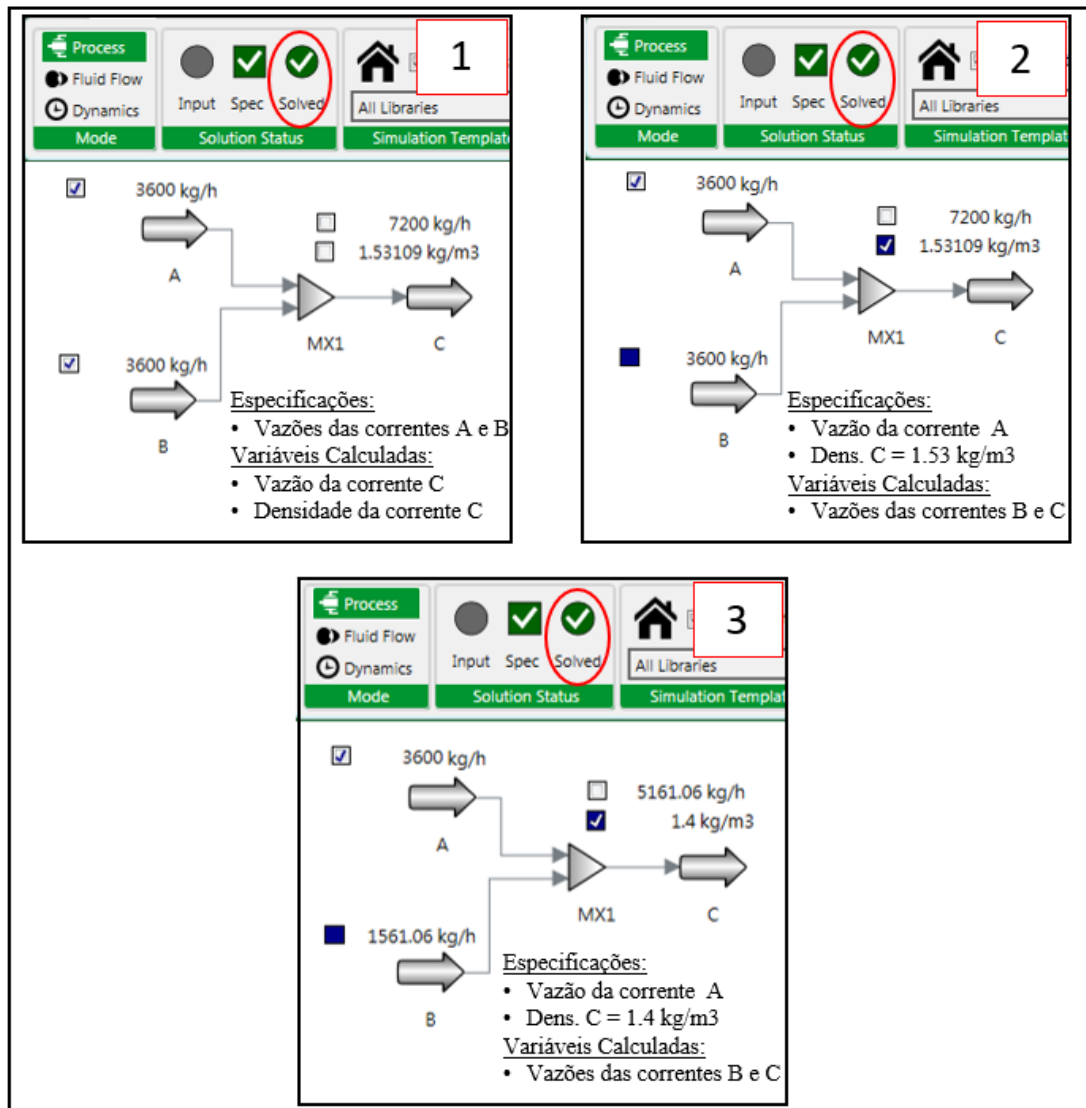 Process
Fluid Flow
Dynamics
Mode
Input Spec Solved
Solution Status
All Libraries
1
3600 kg/h
A
7200 kg/h
1.53109 kg/m3
MX1
C
3600 kg/h
B
Especificações:
• Vazões das correntes A e B
Variáveis Calculadas:
• Vazão da corrente C
• Densidade da corrente C
Process
Fluid Flow
Dynamics
Mode
Input Spec Solved
Solution Status
All Libraries
2
3600 kg/h
A
7200 kg/h
1.53109 kg/m3
MX1
C
3600 kg/h
B
Especificações:
• Vazão da corrente A
• Dens. C = 1.53 kg/m3
Variáveis Calculadas:
• Vazões das correntes B e C
Process
Fluid Flow
Dynamics
Mode
Input Spec Solved
Solution Status
All Libraries
3
3600 kg/h
A
5161.06 kg/h
1.4 kg/m3
MX1
C
1561.06 kg/h
B
Especificações:
• Vazão da corrente A
• Dens. C = 1.4 kg/m3
Variáveis Calculadas:
• Vazões das correntes B e C